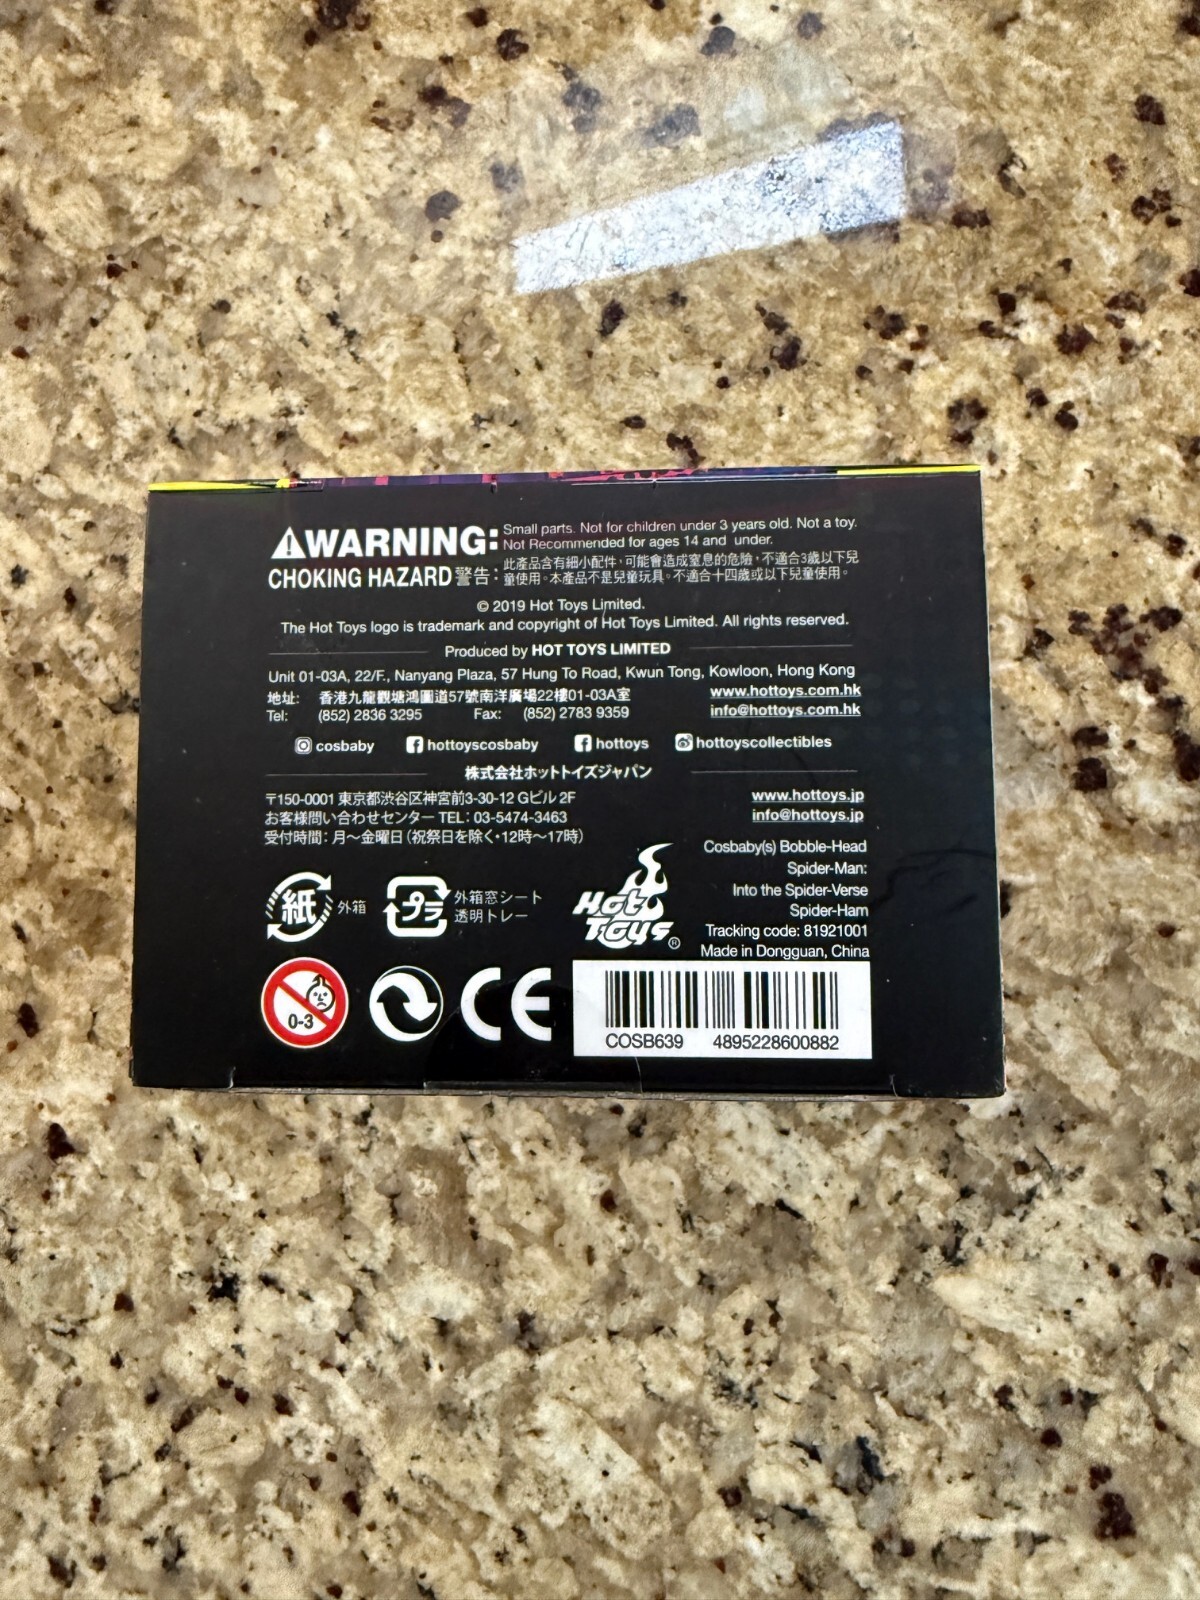 WARNING:
CHOKING HAZARD 警告:
Small parts. Not for children under 3 years old. Not a toy.
Not Recommended for ages 14 and under.
此產品含有細小配件，可能會造成窒息的危險，不適合3歲以下兒
童使用。本產品不是兒童玩具。不適合十四歲或以下兒童使用。
© 2019 Hot Toys Limited.
The Hot Toys logo is trademark and copyright of Hot Toys Limited. All rights reserved.
Produced by HOT TOYS LIMITED
Unit 01-03A, 22/F., Nanyang Plaza, 57 Hung To Road, Kwun Tong, Kowloon, Hong Kong
地址: 香港九龍觀塘鴻圖道57號南洋廣場22樓01-03A室 www.hottoys.com.hk
Tel: (852) 2836 3295 Fax: (852) 2783 9359 info@hottoys.com.hk
cosbaby hottoyscosbaby hottoys hottoyscollectibles
株式会社ホットトイズジャパン
〒150-0001 東京都渋谷区神宮前3-30-12 Gビル 2F www.hottoys.jp
お客様問い合わせセンター TEL: 03-5474-3463 info@hottoys.jp
受付時間: 月～金曜日 (祝祭日を除く・12時～17時)
Cosbaby(s) Bobble-Head
Spider-Man:
Into the Spider-Verse
Spider-Ham
Tracking code: 81921001
Made in Dongguan, China
紙 外箱
プラ 外箱窓シート
透明トレー
Hot
Toys ®
0-3
CE
COSB639 4895228600882